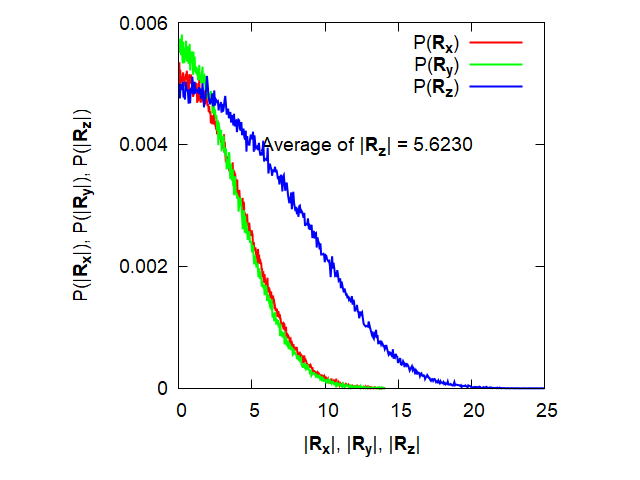 0.006
0.004
0.002
0
P(|Rx|), P(|Ry|), P(|Rz|)
P(Rx)
P(Ry)
P(Rz)
Average of |Rz| = 5.6230
0 5 10 15 20 25
|Rx|, |Ry|, |Rz|